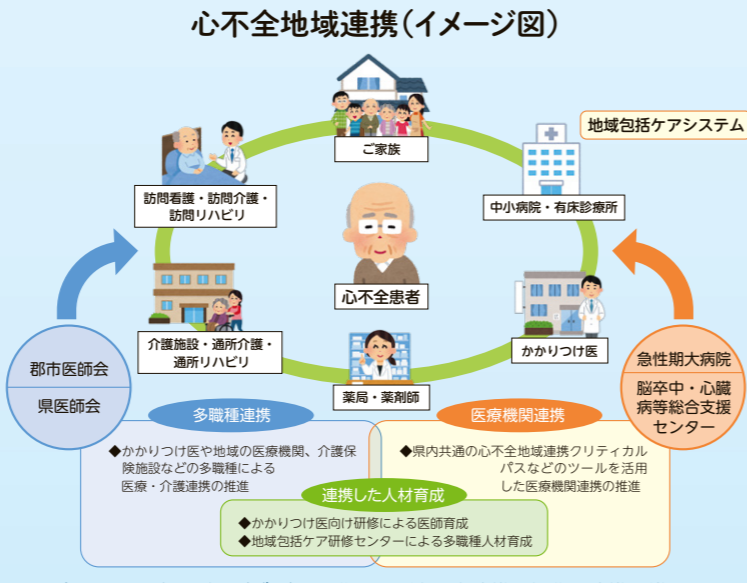 心不全地域連携（イメージ図）
地域包括ケアシステム
ご家族
訪問看護・訪問介護・
訪問リハビリ
中小病院・有床診療所
心不全患者
介護施設・通所介護・
通所リハビリ
かかりつけ医
薬局・薬剤師
郡市医師会
県医師会
急性期大病院
脳卒中・心臓
病等総合支援
センター
多職種連携
◆かかりつけ医や地域の医療機関、介護保
険施設などの多職種による
医療・介護連携の推進
医療機関連携
◆県内共通の心不全地域連携クリティカル
パスなどのツールを活用
した医療機関連携の推進
連携した人材育成
◆かかりつけ医向け研修による医師育成
◆地域包括ケア研修センターによる多職種人材育成